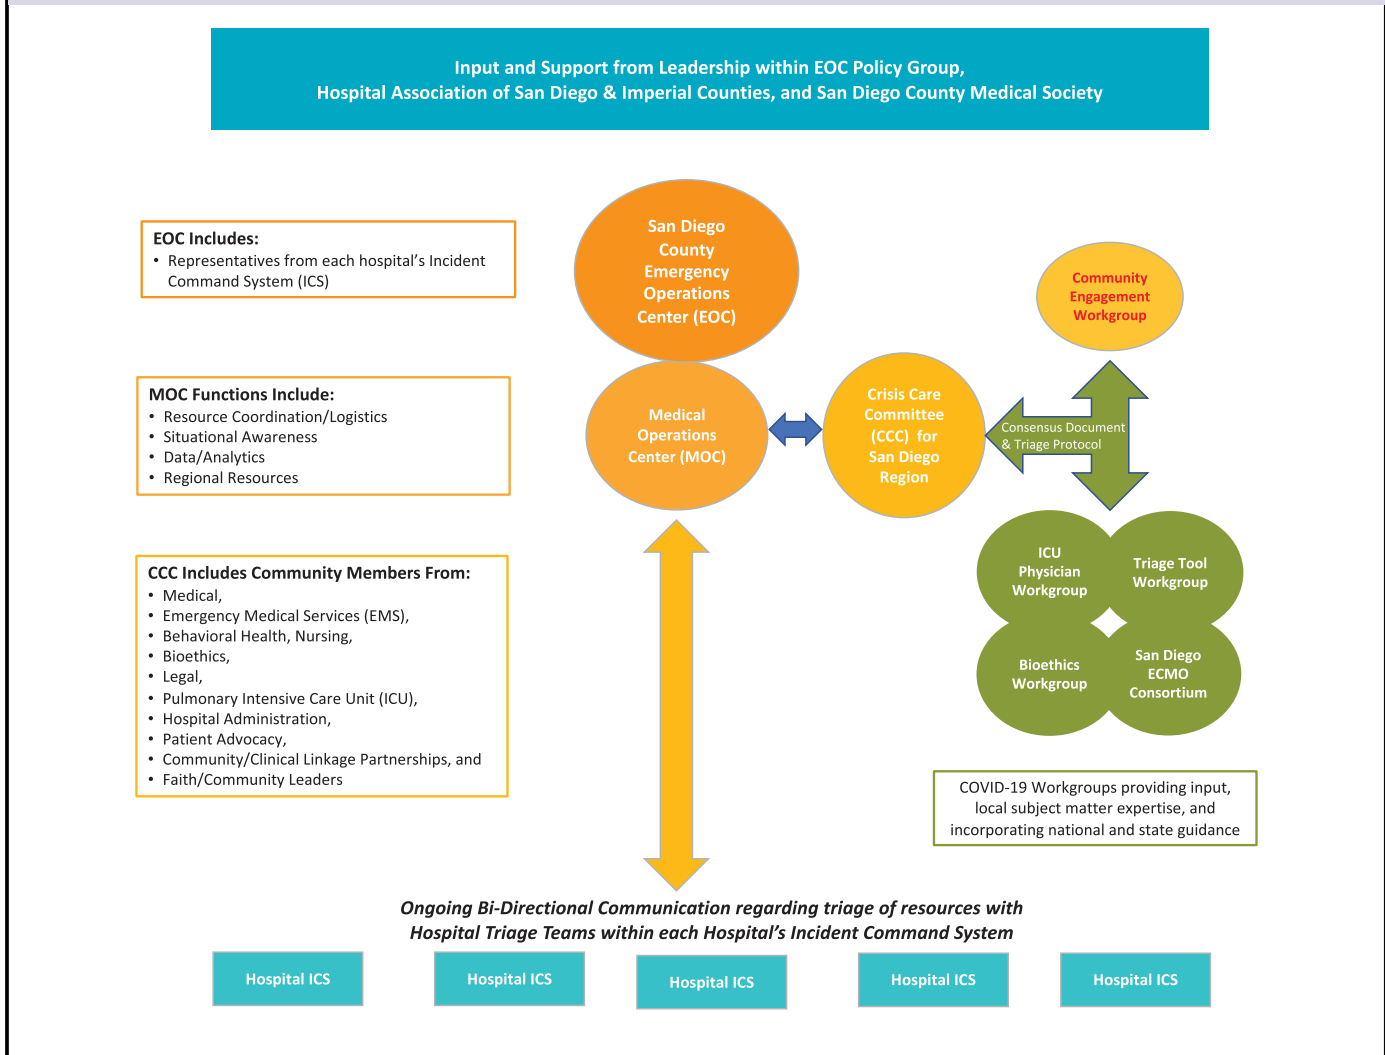 Input and Support from Leadership within EOC Policy Group,
Hospital Association of San Diego & Imperial Counties, and San Diego County Medical Society
EOC Includes:
• Representatives from each hospital's Incident
Command System (ICS)
San Diego
County
Emergency
Operations
Center (EOC)
Community
Engagement
Workgroup
MOC Functions Include:
• Resource Coordination/Logistics
• Situational Awareness
• Data/Analytics
• Regional Resources
Medical
Operations
Center (MOC)
Crisis Care
Committee
(CCC) for
San Diego
Region
Consensus Document
& Triage Protocol
CCC Includes Community Members From:
• Medical,
• Emergency Medical Services (EMS),
• Behavioral Health, Nursing,
• Bioethics,
• Legal,
• Pulmonary Intensive Care Unit (ICU),
• Hospital Administration,
• Patient Advocacy,
• Community/Clinical Linkage Partnerships, and
• Faith/Community Leaders
ICU
Physician
Workgroup
Triage Tool
Workgroup
Bioethics
Workgroup
San Diego
ECMO
Consortium
COVID-19 Workgroups providing input,
local subject matter expertise, and
incorporating national and state guidance
Ongoing Bi-Directional Communication regarding triage of resources with
Hospital Triage Teams within each Hospital's Incident Command System
Hospital ICS
Hospital ICS
Hospital ICS
Hospital ICS
Hospital ICS